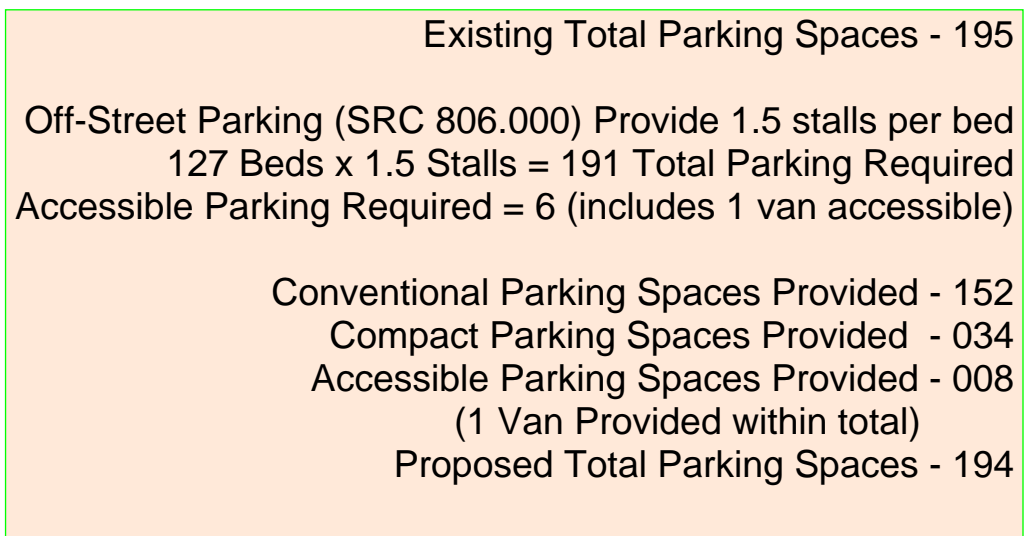 Existing Total Parking Spaces - 195
Off-Street Parking (SRC 806.000) Provide 1.5 stalls per bed
127 Beds x 1.5 Stalls = 191 Total Parking Required
Accessible Parking Required = 6 (includes 1 van accessible)
Conventional Parking Spaces Provided - 152
Compact Parking Spaces Provided  - 034
Accessible Parking Spaces Provided - 008
(1 Van Provided within total)
Proposed Total Parking Spaces - 194